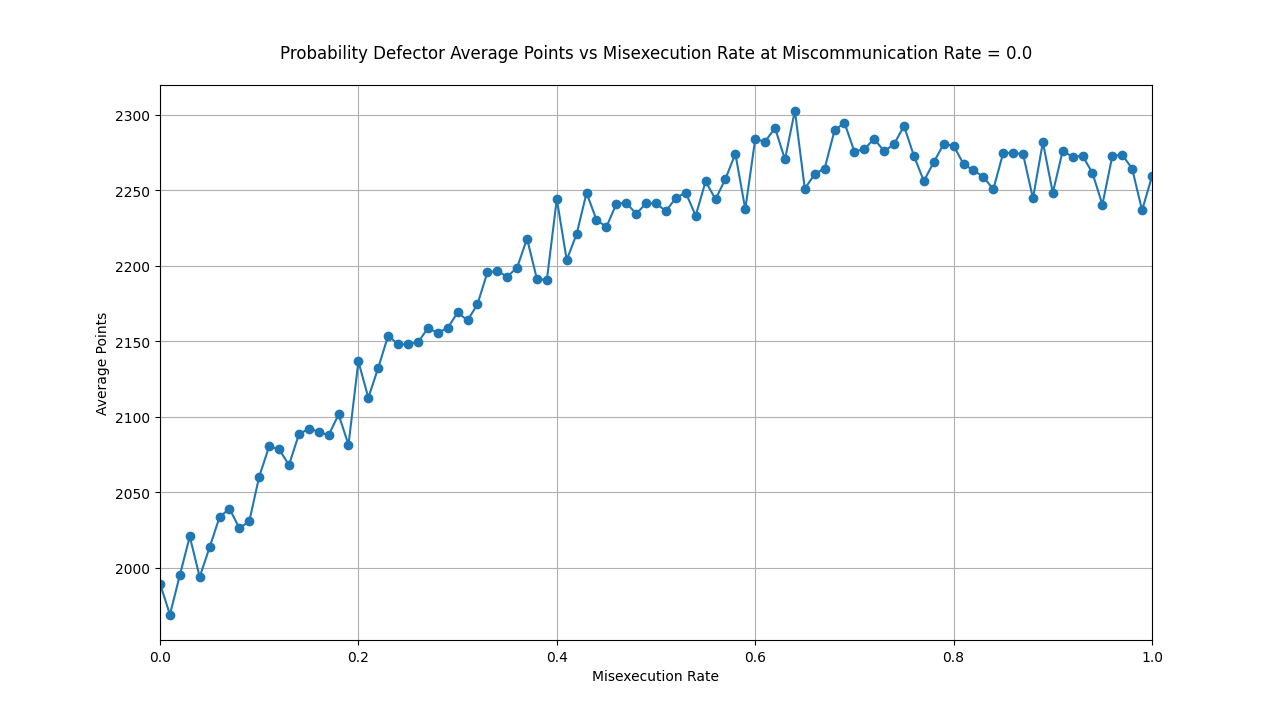 Probability Defector Average Points vs Misexecution Rate at Miscommunication Rate = 0.0
2300
2250
2200
2150
2100
2050
2000
Average Points
0.0 0.2 0.4 0.6 0.8 1.0
Misexecution Rate